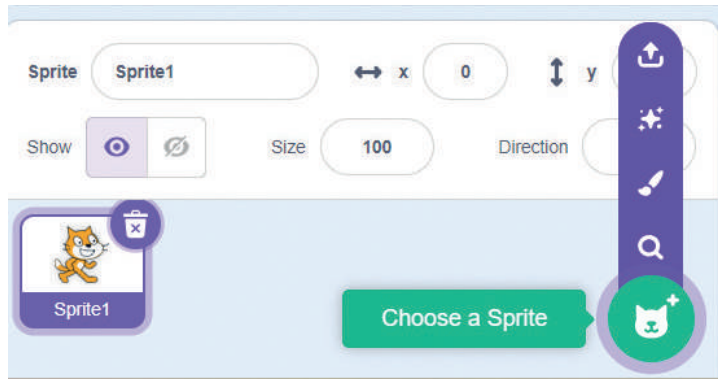 Sprite Sprite1 x 0 y
Show Size 100 Direction
Sprite1
Choose a Sprite